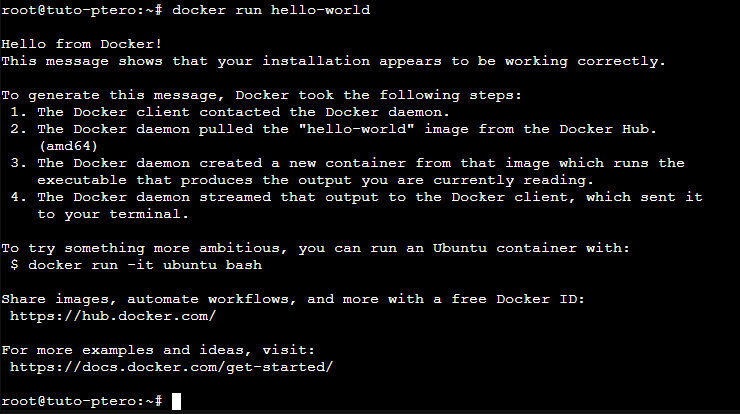 root@tuto-ptero:~# docker run hello-world
Hello from Docker!
This message shows that your installation appears to be working correctly.
To generate this message, Docker took the following steps:
1. The Docker client contacted the Docker daemon.
2. The Docker daemon pulled the "hello-world" image from the Docker Hub.
(amd64)
3. The Docker daemon created a new container from that image which runs the
executable that produces the output you are currently reading.
4. The Docker daemon streamed that output to the Docker client, which sent it
to your terminal.
To try something more ambitious, you can run an Ubuntu container with:
$ docker run -it ubuntu bash
Share images, automate workflows, and more with a free Docker ID:
https://hub.docker.com/
For more examples and ideas, visit:
https://docs.docker.com/get-started/
root@tuto-ptero:~#